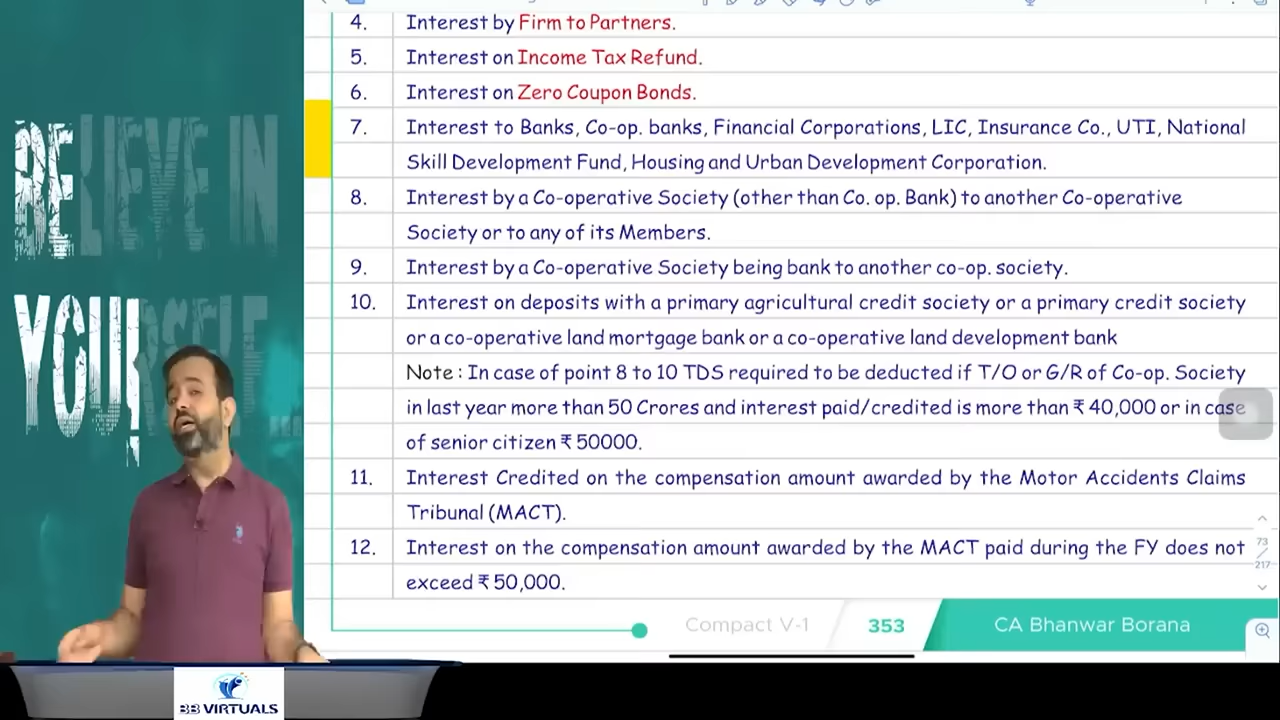 BELIEVE IN
YOURSELF
4. Interest by Firm to Partners.
5. Interest on Income Tax Refund.
6. Interest on Zero Coupon Bonds.
7. Interest to Banks, Co-op. banks, Financial Corporations, LIC, Insurance Co., UTI, National
Skill Development Fund, Housing and Urban Development Corporation.
8. Interest by a Co-operative Society (other than Co. op. Bank) to another Co-operative
Society or to any of its Members.
9. Interest by a Co-operative Society being bank to another co-op. society.
10. Interest on deposits with a primary agricultural credit society or a primary credit society
or a co-operative land mortgage bank or a co-operative land development bank
Note : In case of point 8 to 10 TDS required to be deducted if T/O or G/R of Co-op. Society
in last year more than 50 Crores and interest paid/credited is more than ₹ 40,000 or in case
of senior citizen ₹ 50000.
11. Interest Credited on the compensation amount awarded by the Motor Accidents Claims
Tribunal (MACT).
12. Interest on the compensation amount awarded by the MACT paid during the FY does not
exceed ₹ 50,000.
73
/
217
Compact V-1 353 CA Bhanwar Borana
BB VIRTUALS